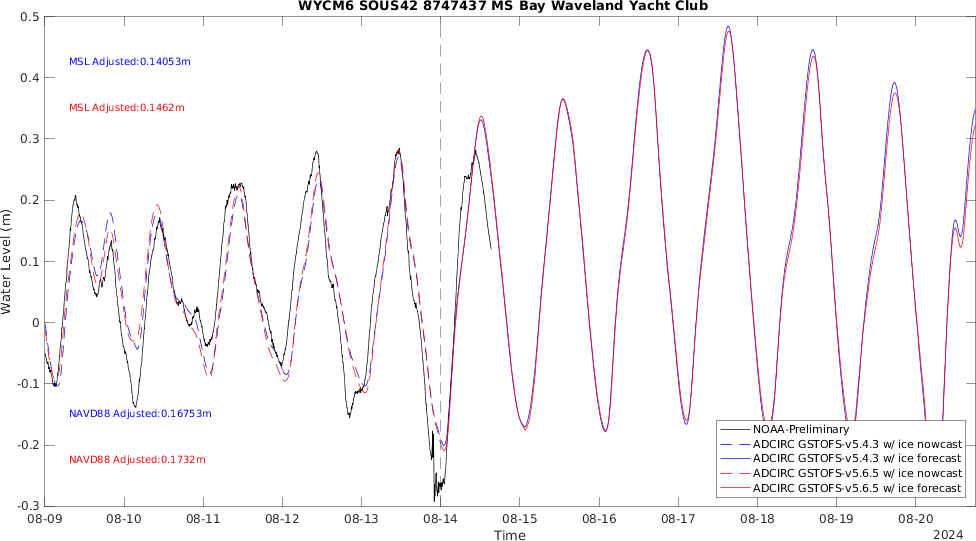 WYCM6 SOUS42 8747437 MS Bay Waveland Yacht Club
0.5
0.4
0.3
0.2
0.1
0
-0.1
-0.2
-0.3
Water Level (m)
MSL Adjusted:0.14053m
MSL Adjusted:0.1462m
NAVD88 Adjusted:0.16753m
NAVD88 Adjusted:0.1732m
NOAA-Preliminary
ADCIRC GSTOFS-v5.4.3 w/ ice nowcast
ADCIRC GSTOFS-v5.4.3 w/ ice forecast
ADCIRC GSTOFS-v5.6.5 w/ ice nowcast
ADCIRC GSTOFS-v5.6.5 w/ ice forecast
08-09 08-10 08-11 08-12 08-13 08-14 08-15 08-16 08-17 08-18 08-19 08-20
Time
2024